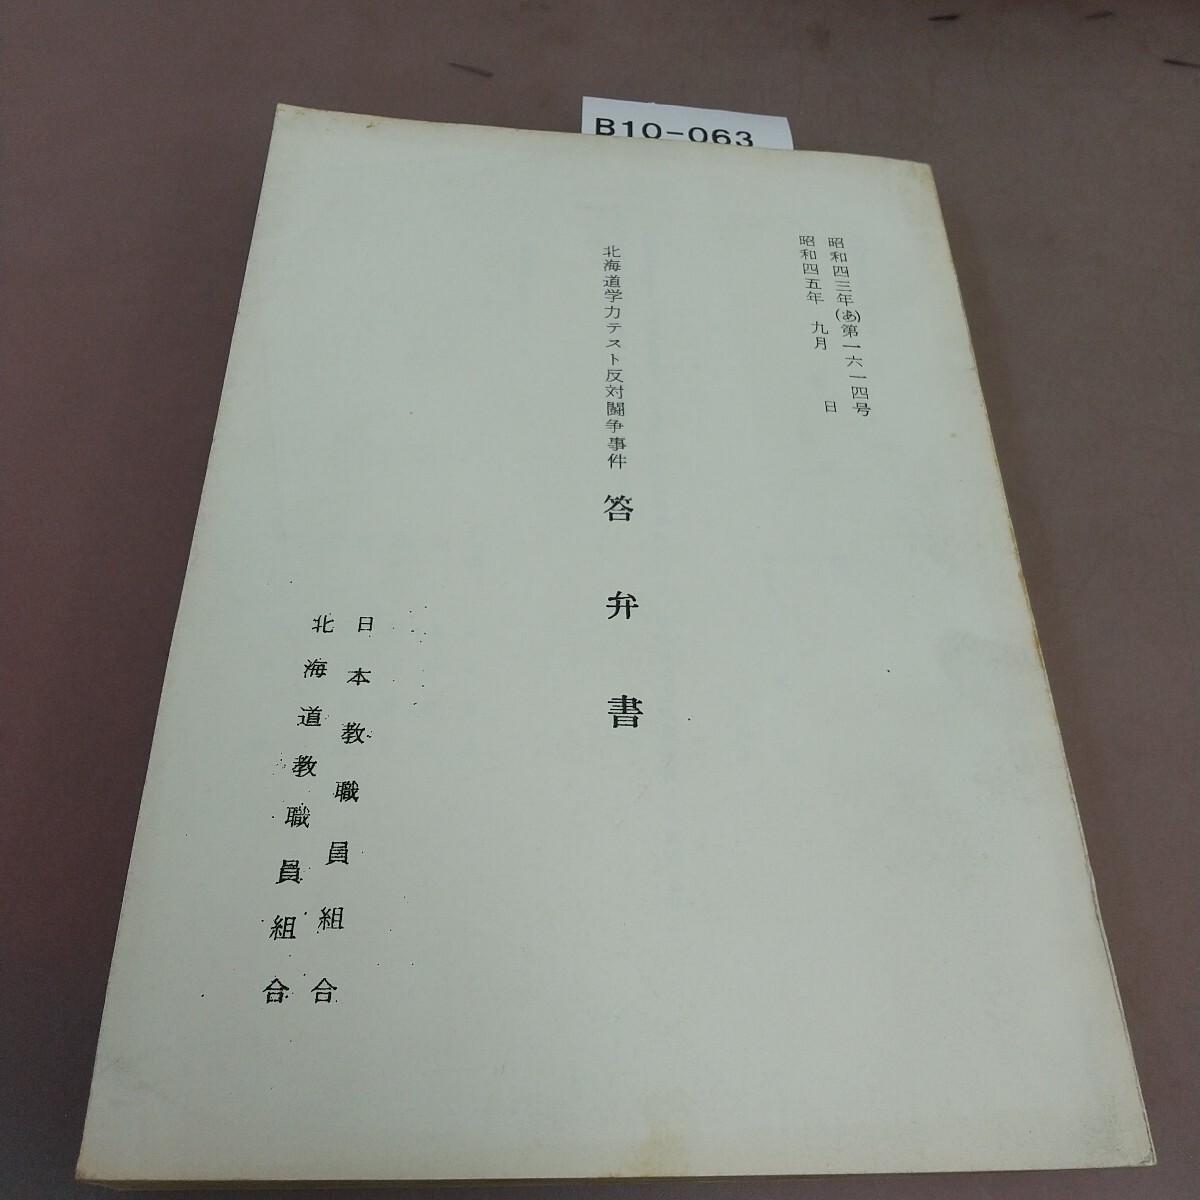 B10-063
昭和四三年(あ)第一六一四号
昭和四五年 九月 日
北海道学力テスト反対闘争事件 答弁書
日本教職員組合
北海道教職員組合